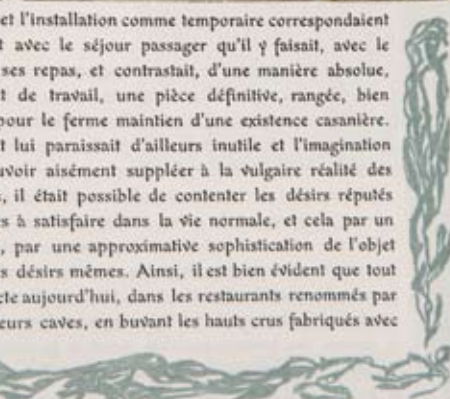 et l'installation comme temporaire correspondaient
t avec le séjour passager qu'il y faisait, avec le
ses repas, et contrastait, d'une manière absolue,
t de travail, une pièce définitive, rangée, bien
pour le ferme maintien d'une existence casanière.
t lui paraissait d'ailleurs inutile et l'imagination
uvoir aisément suppléer à la vulgaire réalité des
s, il était possible de contenter les désirs réputés
s à satisfaire dans la vie normale, et cela par un
, par une approximative sophistication de l'objet
s désirs mêmes. Ainsi, il est bien évident que tout
cte aujourd'hui, dans les restaurants renommés par
eurs caves, en buvant les hauts crus fabriqués avec